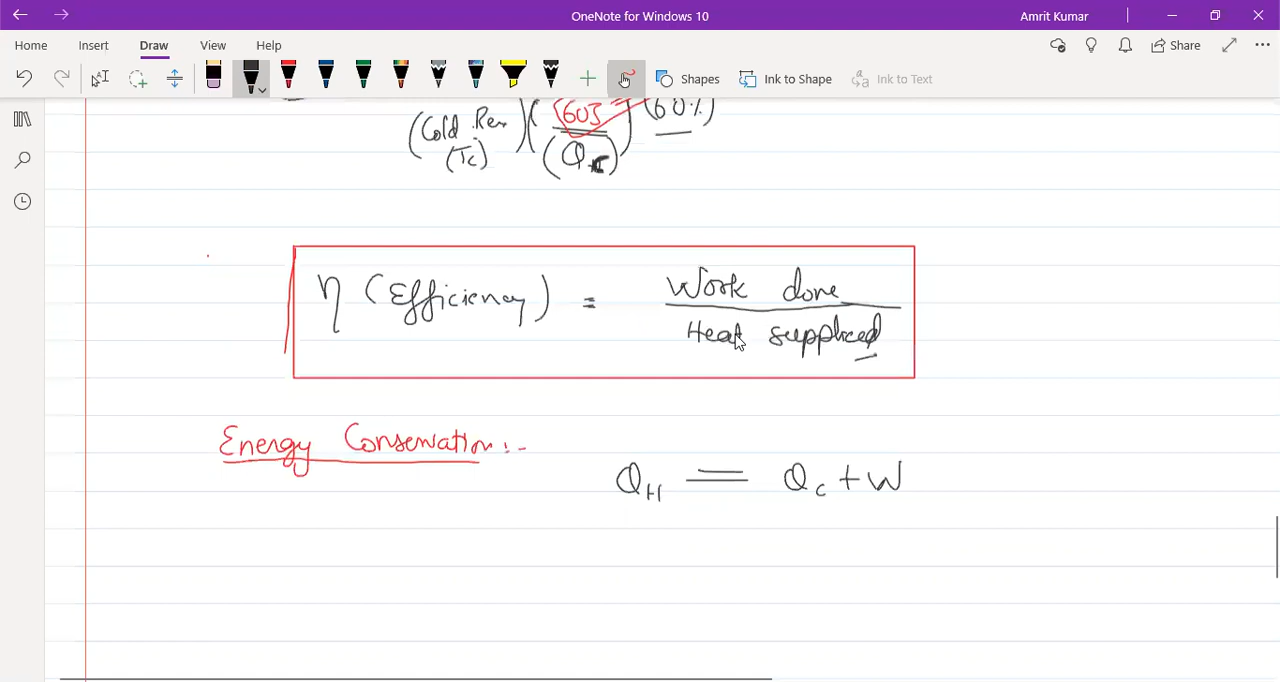 OneNote for Windows 10
Amrit Kumar
Home Insert Draw View Help
Share
Shapes Ink to Shape Ink to Text
(Cold Res (60J) (60%)
(Tc) (Qc)
η (Efficiency) = Work done
Heat supplied
Energy Conservation:-
QH = Qc + W